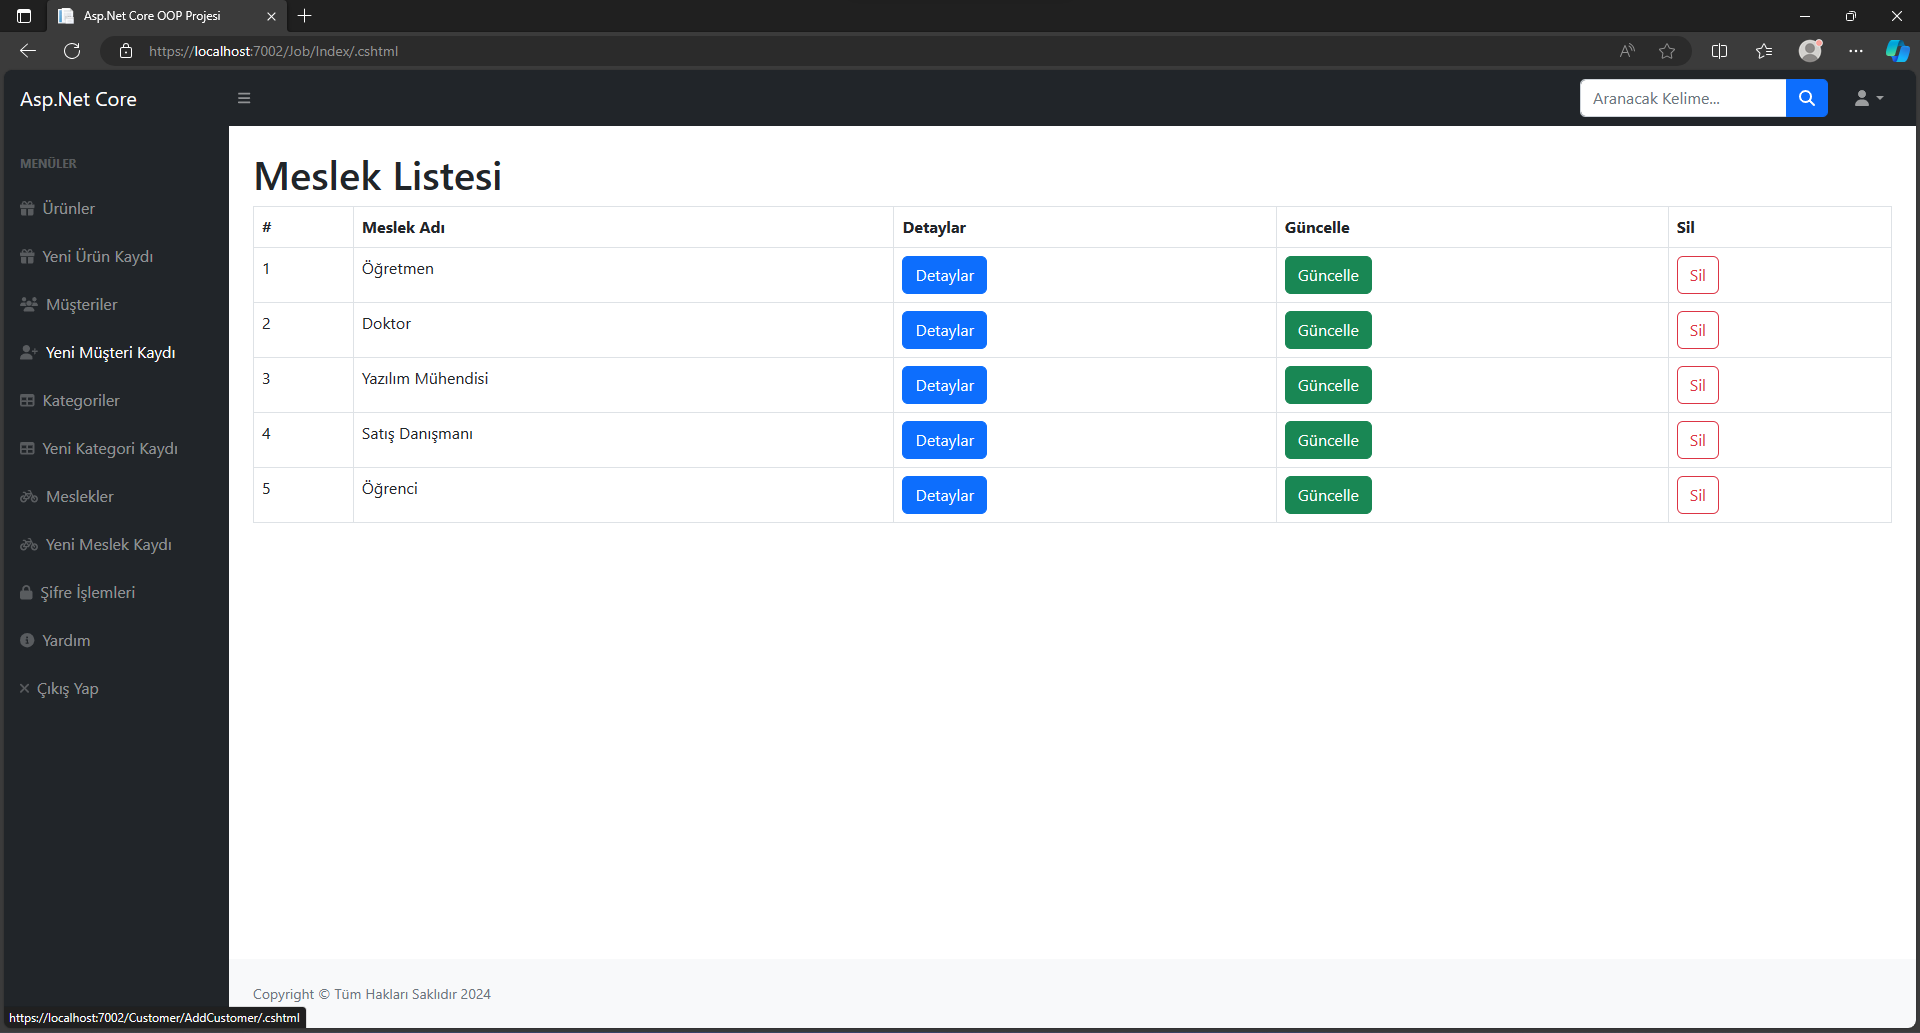 Asp.Net Core OOP Projesi
https://localhost:7002/Job/Index/.cshtml
Asp.Net Core
Aranacak Kelime...
MENÜLER
Ürünler
Yeni Ürün Kaydı
Müşteriler
Yeni Müşteri Kaydı
Kategoriler
Yeni Kategori Kaydı
Meslekler
Yeni Meslek Kaydı
Şifre İşlemleri
Yardım
Çıkış Yap
Meslek Listesi
# Meslek Adı Detaylar Güncelle Sil
1 Öğretmen Detaylar Güncelle Sil
2 Doktor Detaylar Güncelle Sil
3 Yazılım Mühendisi Detaylar Güncelle Sil
4 Satış Danışmanı Detaylar Güncelle Sil
5 Öğrenci Detaylar Güncelle Sil
Copyright © Tüm Hakları Saklıdır 2024
https://localhost:7002/Customer/AddCustomer/.cshtml